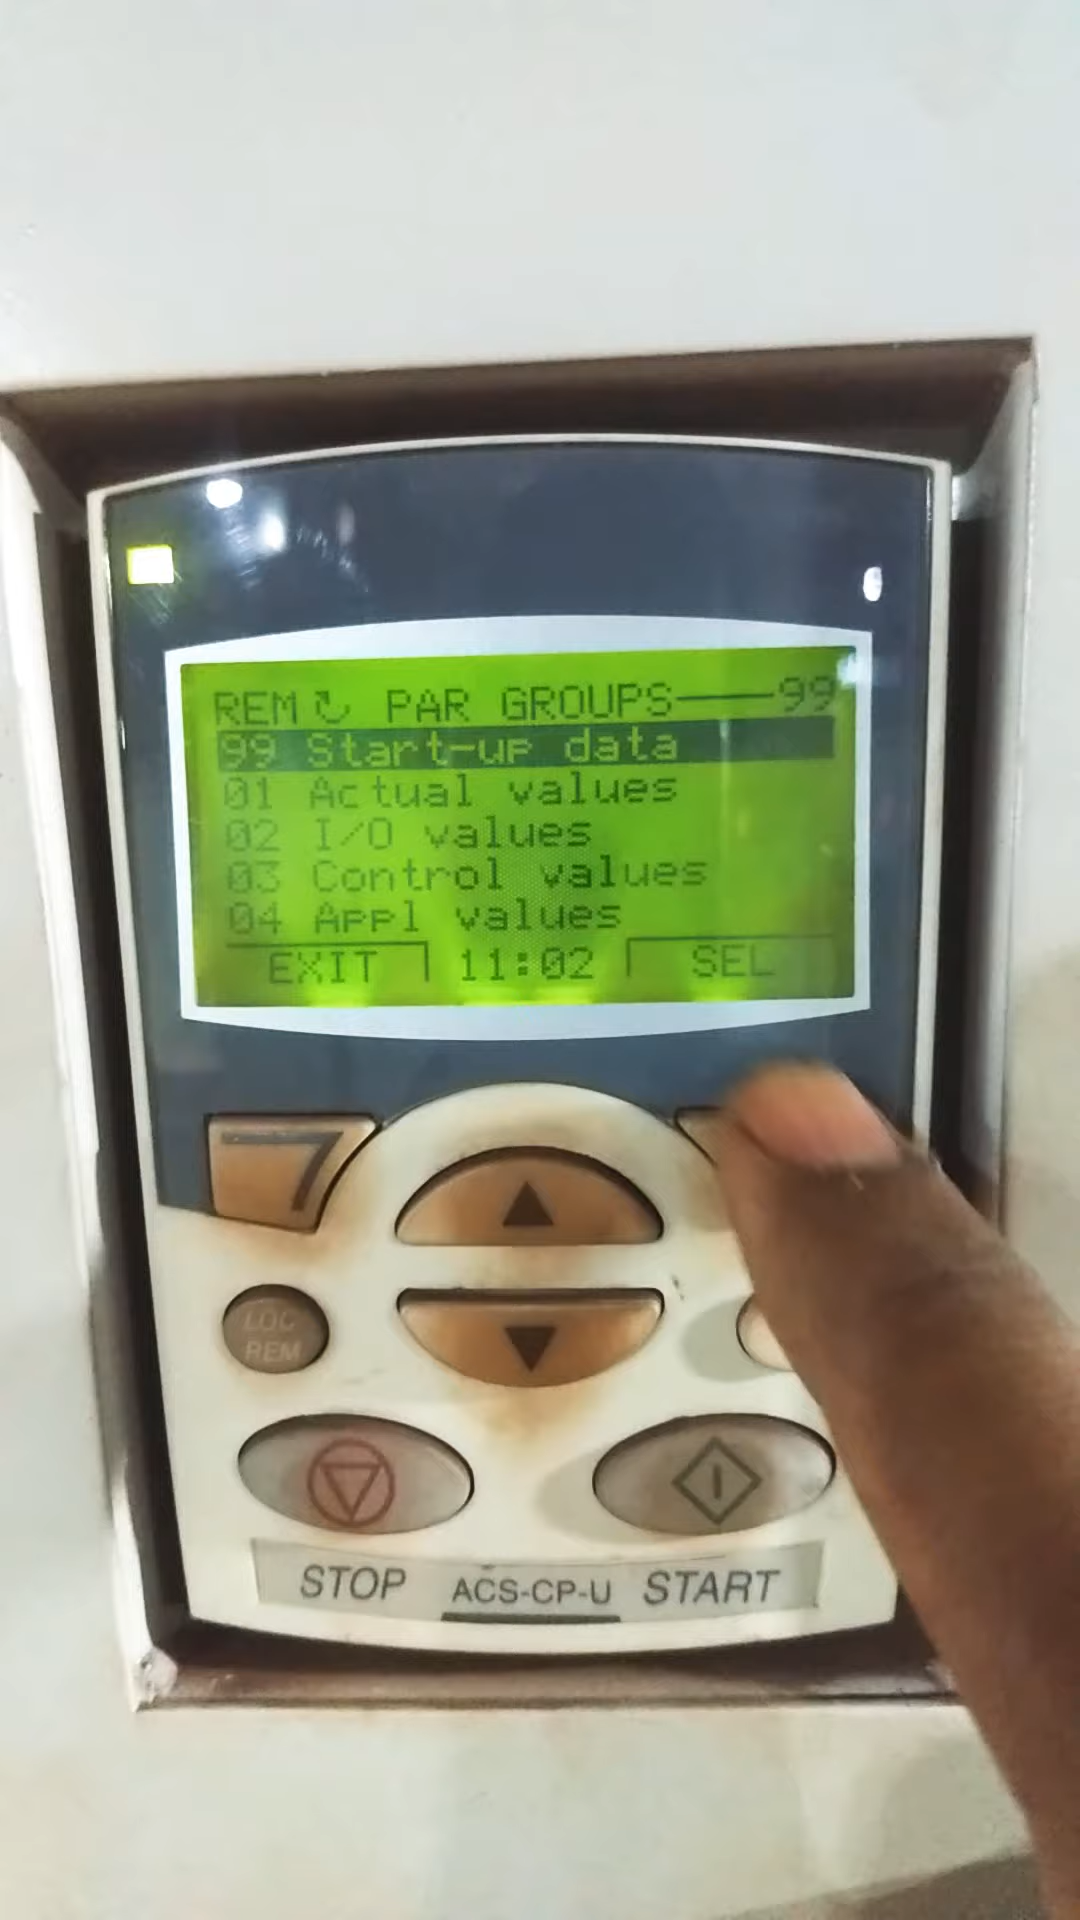 REM ↻ PAR GROUPS——99
99 Start-up data
01 Actual values
02 I/O values
03 Control values
04 Appl values
EXIT 11:02 SEL
LOC
REM
STOP ACS-CP-U START